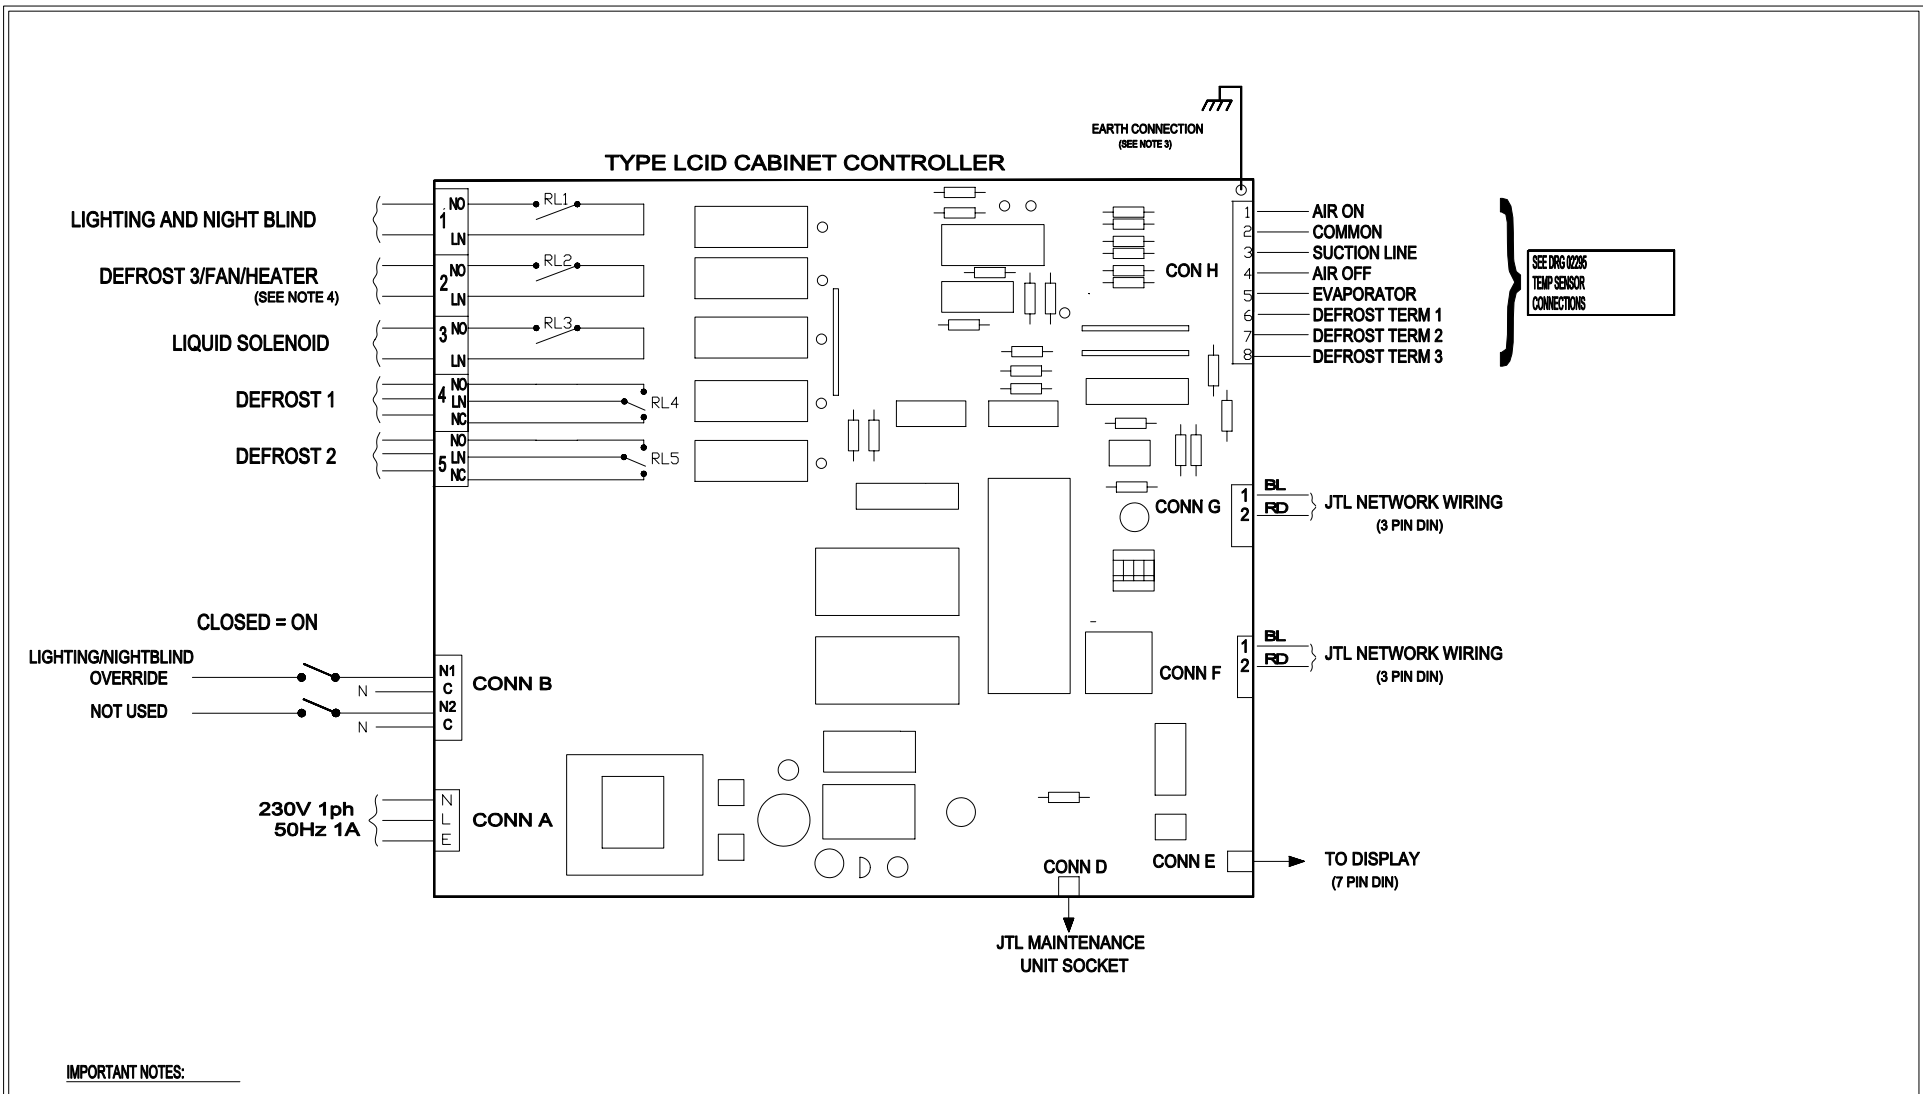 EARTH CONNECTION
(SEE NOTE 3)
TYPE LCID CABINET CONTROLLER
LIGHTING AND NIGHT BLIND
1
NO
LN
RL1
DEFROST 3/FAN/HEATER
(SEE NOTE 4)
2
NO
LN
RL2
LIQUID SOLENOID
3
NO
LN
RL3
DEFROST 1
4
NO
LN
NC
RL4
DEFROST 2
5
NO
LN
NC
RL5
CON H
1 AIR ON
2 COMMON
3 SUCTION LINE
4 AIR OFF
5 EVAPORATOR
6 DEFROST TERM 1
7 DEFROST TERM 2
8 DEFROST TERM 3
SEE DRG 02295
TEMP SENSOR
CONNECTIONS
CONN G
1 BL
2 RD
JTL NETWORK WIRING
(3 PIN DIN)
CLOSED = ON
LIGHTING/NIGHTBLIND
OVERRIDE
NOT USED
N
N
N1
C
N2
C
CONN B
CONN F
1 BL
2 RD
JTL NETWORK WIRING
(3 PIN DIN)
230V 1ph
50Hz 1A
N
L
E
CONN A
CONN D
CONN E
TO DISPLAY
(7 PIN DIN)
JTL MAINTENANCE
UNIT SOCKET
IMPORTANT NOTES: